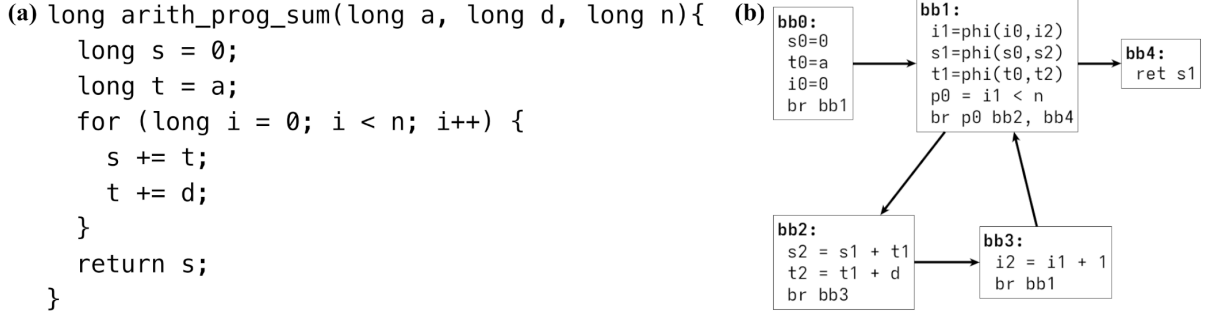 (a) long arith_prog_sum(long a, long d, long n){
long s = 0;
long t = a;
for (long i = 0; i < n; i++) {
s += t;
t += d;
}
return s;
}
(b)
bb0:
s0=0
t0=a
i0=0
br bb1
bb1:
i1=phi(i0,i2)
s1=phi(s0,s2)
t1=phi(t0,t2)
p0 = i1 < n
br p0 bb2, bb4
bb4:
ret s1
bb2:
s2 = s1 + t1
t2 = t1 + d
br bb3
bb3:
i2 = i1 + 1
br bb1